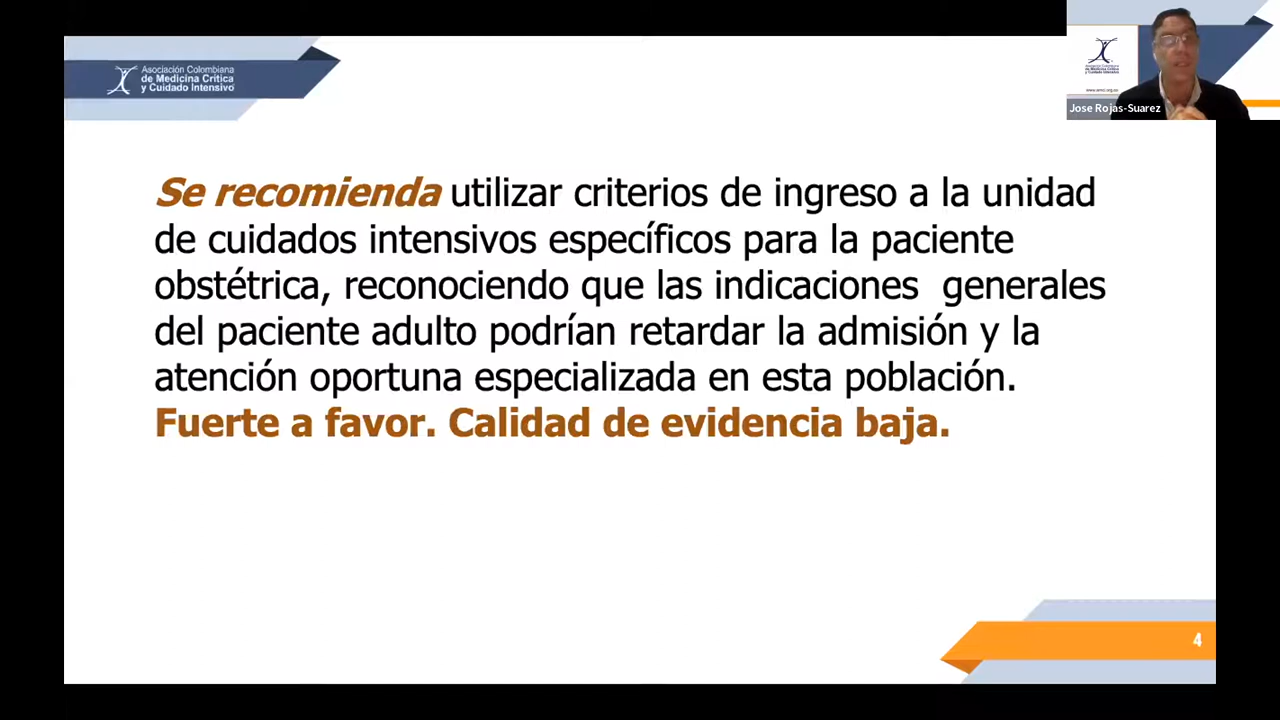 Asociación Colombiana
de Medicina Crítica
y Cuidado Intensivo
Jose Rojas-Suarez
Se recomienda utilizar criterios de ingreso a la unidad
de cuidados intensivos específicos para la paciente
obstétrica, reconociendo que las indicaciones generales
del paciente adulto podrían retardar la admisión y la
atención oportuna especializada en esta población.
Fuerte a favor. Calidad de evidencia baja.
4